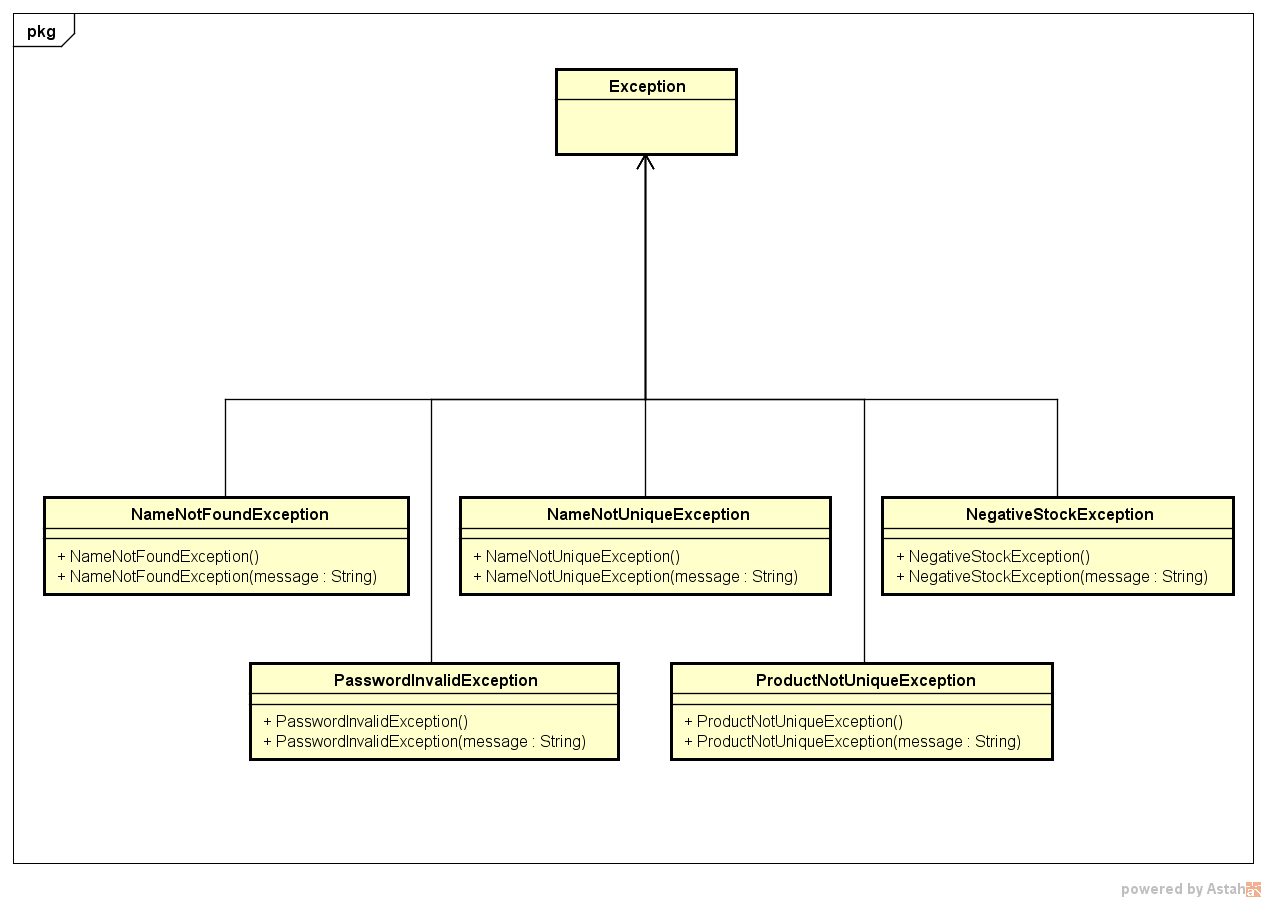 pkg
Exception
NameNotFoundException
+ NameNotFoundException()
+ NameNotFoundException(message : String)
NameNotUniqueException
+ NameNotUniqueException()
+ NameNotUniqueException(message : String)
NegativeStockException
+ NegativeStockException()
+ NegativeStockException(message : String)
PasswordInvalidException
+ PasswordInvalidException()
+ PasswordInvalidException(message : String)
ProductNotUniqueException
+ ProductNotUniqueException()
+ ProductNotUniqueException(message : String)
powered by Astah